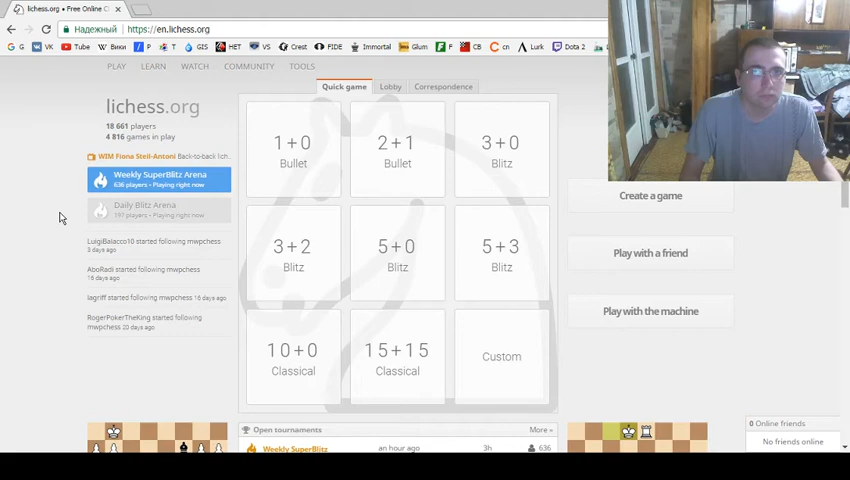 lichess.org • Free Online C
Надежный https://en.lichess.org
G VK Tube Вики T GIS HET VS Crest FIDE Immortal Glum F CB cn Lurk Dota 2
PLAY LEARN WATCH COMMUNITY TOOLS
Quick game Lobby Correspondence
lichess.org
18 661 players
4 816 games in play
WIM Fiona Steil-Antoni Back-to-back lich.
Weekly SuperBlitz Arena
636 players • Playing right now
Daily Blitz Arena
197 players • Playing right now
LuigiBaiacco10 started following mwpchess
3 days ago
AboRadi started following mwpchess
16 days ago
lagriff started following mwpchess 16 days ago
RogerPokerTheKing started following
mwpchess 20 days ago
1+0
Bullet
2+1
Bullet
3+0
Blitz
3+2
Blitz
5+0
Blitz
5+3
Blitz
10+0
Classical
15+15
Classical
Custom
Create a game
Play with a friend
Play with the machine
Open tournaments More »
Weekly SuperBlitz an hour ago 3h 636
0 Online friends
No friends online